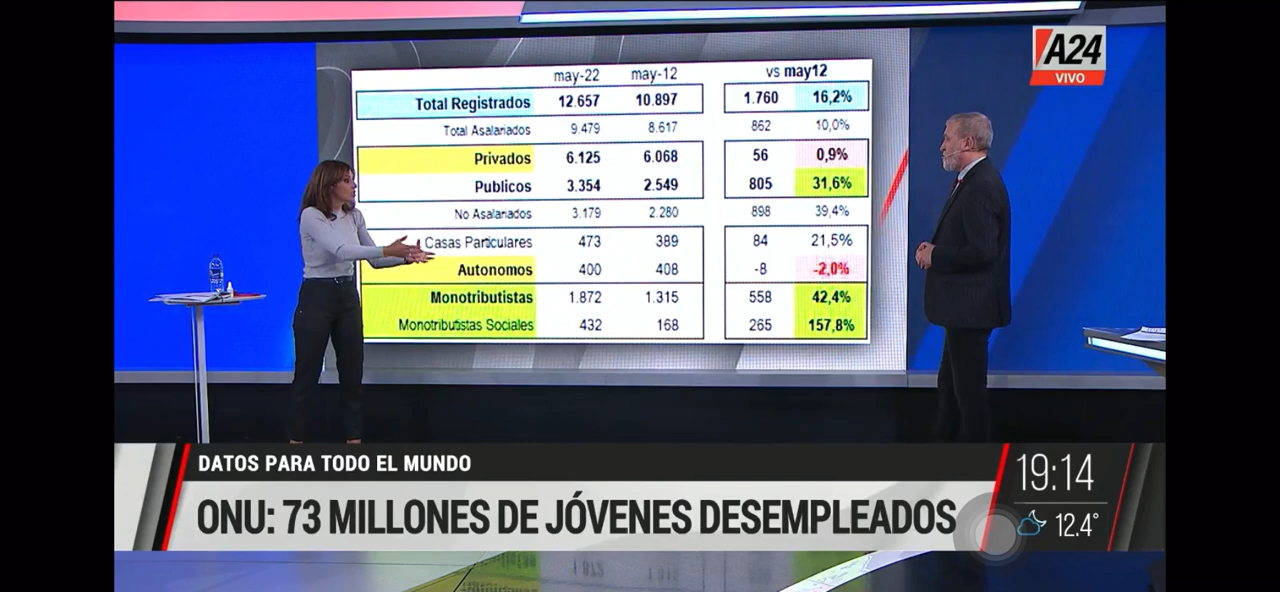 A24
VIVO
may-22 may-12 vs may12
Total Registrados 12.657 10.897 1.760 16,2%
Total Asalariados 9.479 8.617 862 10,0%
Privados 6.125 6.068 56 0,9%
Publicos 3.354 2.549 805 31,6%
No Asalariados 3.179 2.280 898 39,4%
Casas Particulares 473 389 84 21,5%
Autonomos 400 408 -8 -2,0%
Monotributistas 1.872 1.315 558 42,4%
Monotributistas Sociales 432 168 265 157,8%
DATOS PARA TODO EL MUNDO
ONU: 73 MILLONES DE JÓVENES DESEMPLEADOS
19:14
12.4°